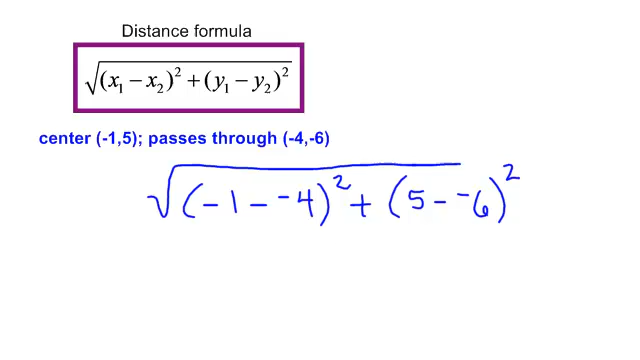 Distance formula
√(x₁ − x₂)² + (y₁ − y₂)²
center (-1,5); passes through (-4,-6)
√(−1 − ⁻4)² + (5 − ⁻6)²